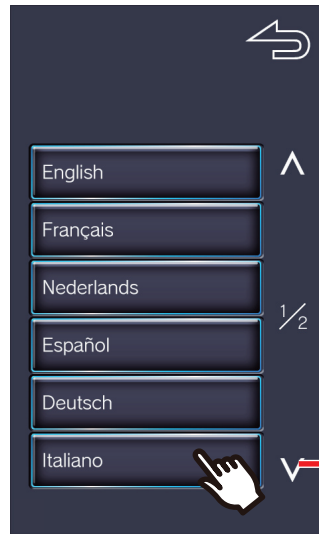 English
Français
Nederlands
1/2
Español
Deutsch
Italiano